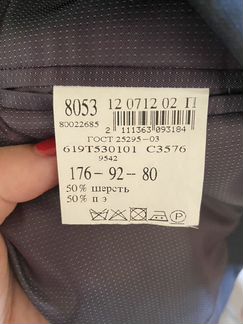 8053 12 0712 02 П
80022685
2 111363 093184
ГОСТ 25295-03
619Т530101 С3576
9542
176-92-80
50% шерсть
50% п э
P